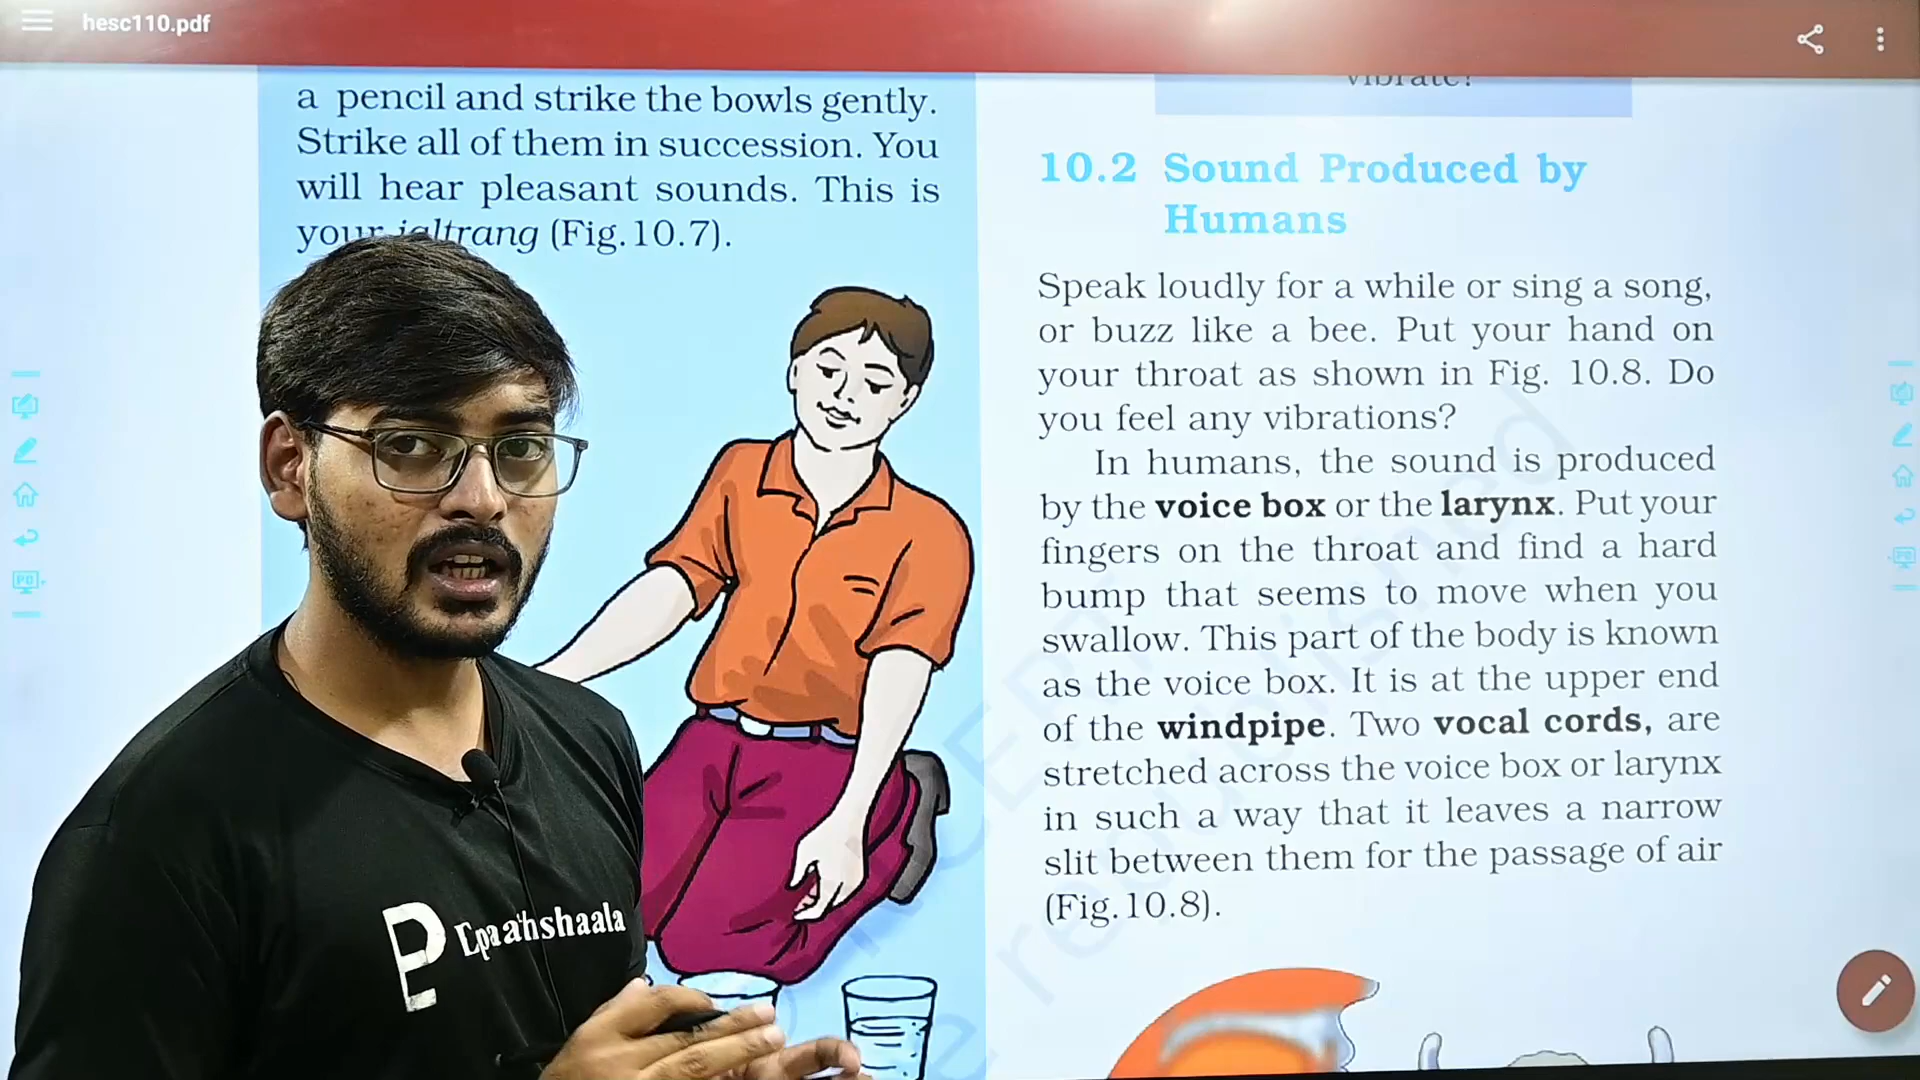 hesc110.pdf
a pencil and strike the bowls gently.
Strike all of them in succession. You
will hear pleasant sounds. This is
your jaltrang (Fig.10.7).
vibrate?
10.2 Sound Produced by
Humans
Speak loudly for a while or sing a song,
or buzz like a bee. Put your hand on
your throat as shown in Fig. 10.8. Do
you feel any vibrations?
In humans, the sound is produced
by the voice box or the larynx. Put your
fingers on the throat and find a hard
bump that seems to move when you
swallow. This part of the body is known
as the voice box. It is at the upper end
of the windpipe. Two vocal cords, are
stretched across the voice box or larynx
in such a way that it leaves a narrow
slit between them for the passage of air
(Fig.10.8).
Epaathshaala
republished